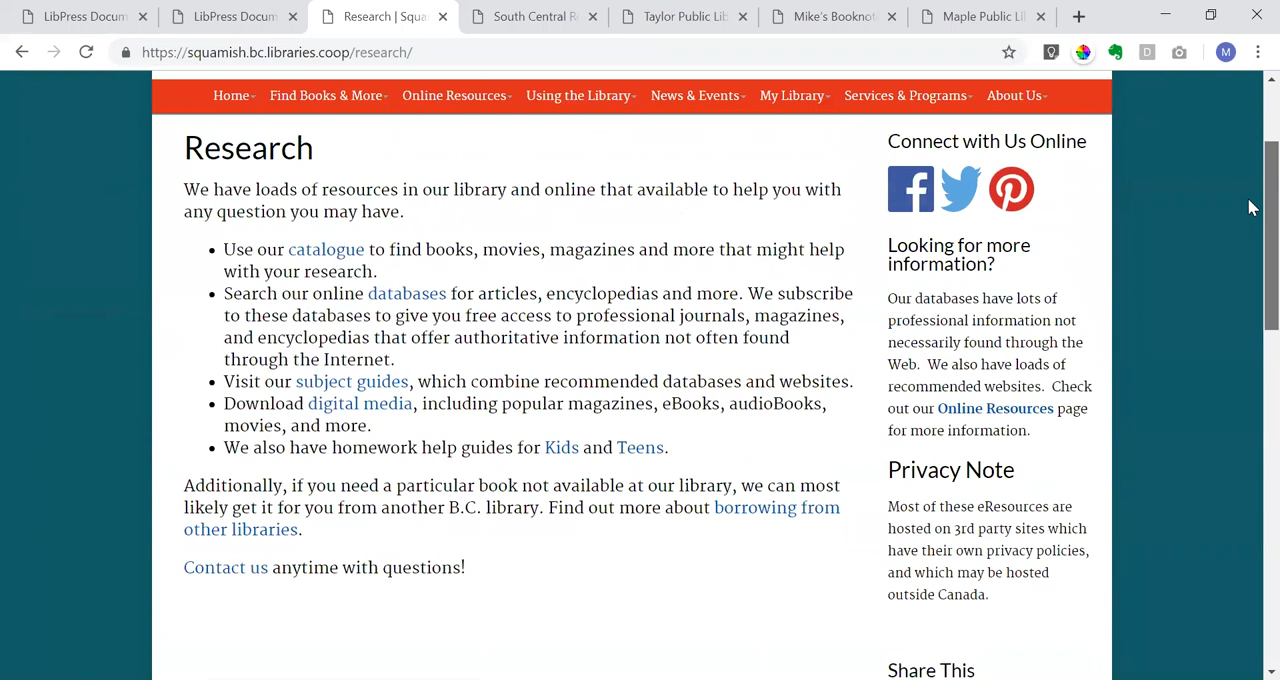 LibPress Docum
LibPress Docum
Research | Squa
South Central R
Taylor Public Lib
Mike's Booknot
Maple Public Li
https://squamish.bc.libraries.coop/research/
D
M
Home
Find Books & More
Online Resources
Using the Library
News & Events
My Library
Services & Programs
About Us
Research
We have loads of resources in our library and online that available to help you with
any question you may have.
Use our catalogue to find books, movies, magazines and more that might help
with your research.
Search our online databases for articles, encyclopedias and more. We subscribe
to these databases to give you free access to professional journals, magazines,
and encyclopedias that offer authoritative information not often found
through the Internet.
Visit our subject guides, which combine recommended databases and websites.
Download digital media, including popular magazines, eBooks, audioBooks,
movies, and more.
We also have homework help guides for Kids and Teens.
Additionally, if you need a particular book not available at our library, we can most
likely get it for you from another B.C. library. Find out more about borrowing from
other libraries.
Contact us anytime with questions!
Connect with Us Online
Looking for more
information?
Our databases have lots of
professional information not
necessarily found through the
Web. We also have loads of
recommended websites. Check
out our Online Resources page
for more information.
Privacy Note
Most of these eResources are
hosted on 3rd party sites which
have their own privacy policies,
and which may be hosted
outside Canada.
Share This